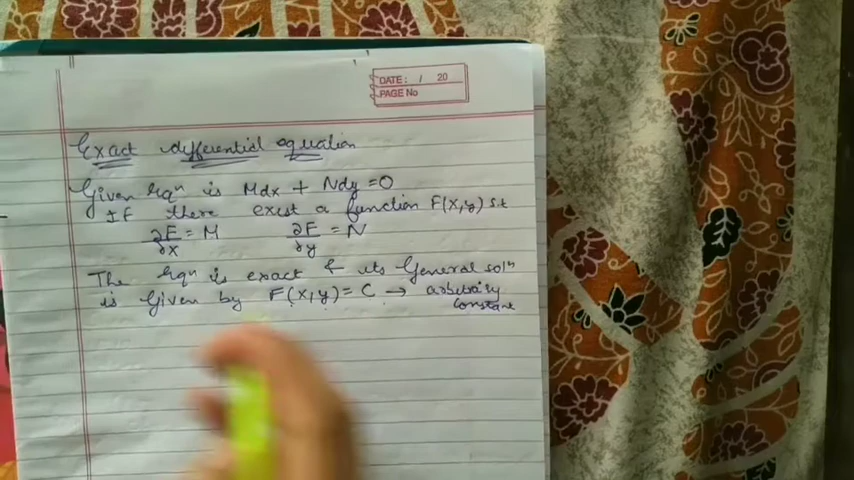 DATE: / 20
PAGE No
Exact differential equation
Given Eqⁿ is Mdx + Ndy = 0
If there exist a function F(x,y) st
∂F/∂x = M ∂F/∂y = N
The Eqⁿ is exact & its General solⁿ
is Given by F(x,y) = C → arbitrary
constant